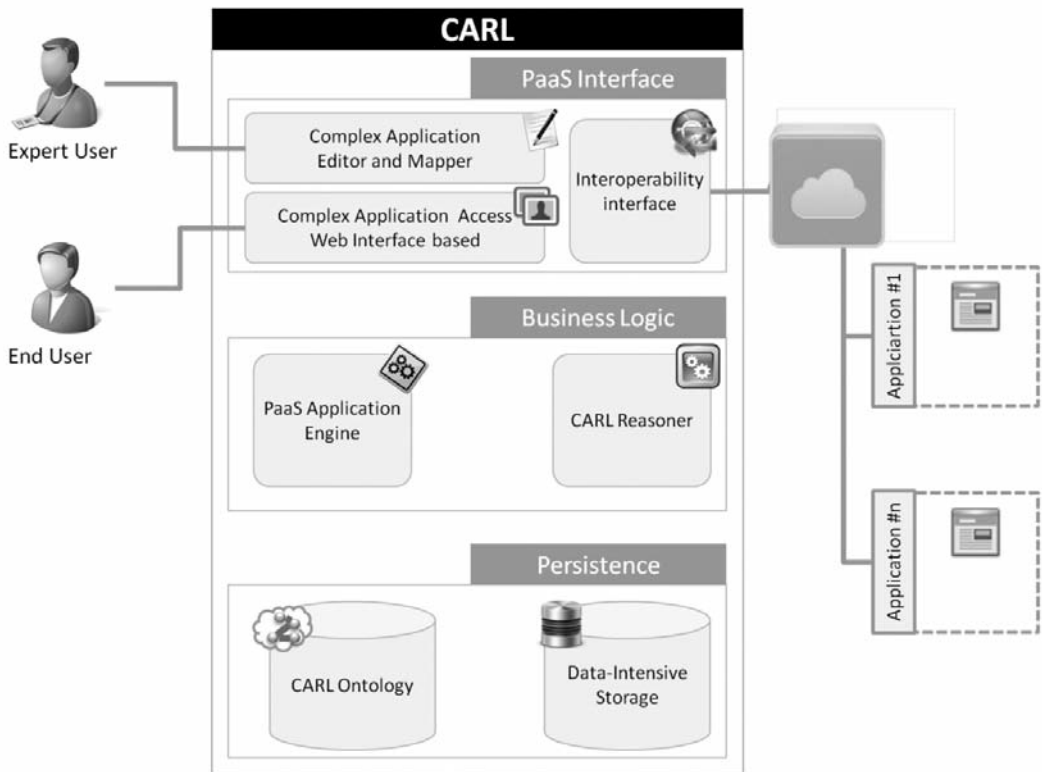 CARL
PaaS Interface
Expert User
Complex Application
Editor and Mapper
Interoperability
interface
Complex Application Access
Web Interface based
End User
Business Logic
PaaS Application
Engine
CARL Reasoner
Applciartion #1
Application #n
Persistence
CARL Ontology
Data-Intensive
Storage